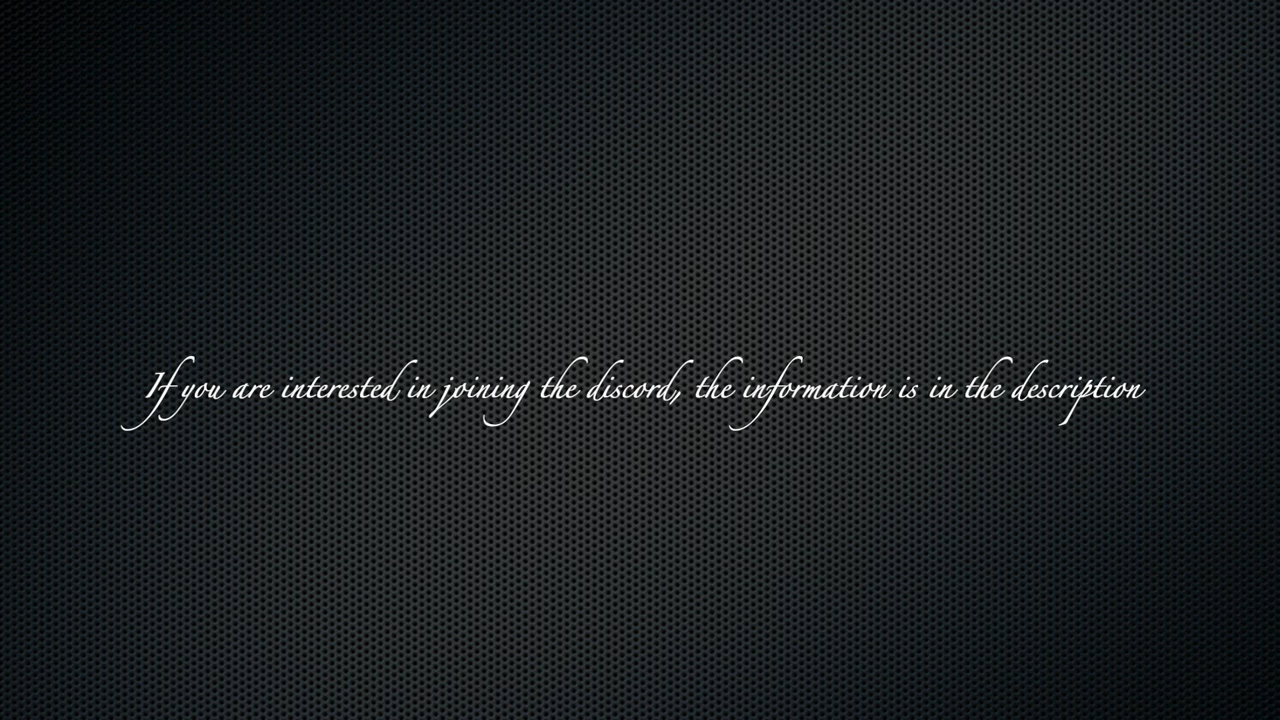 If you are interested in joining the discord, the information is in the description